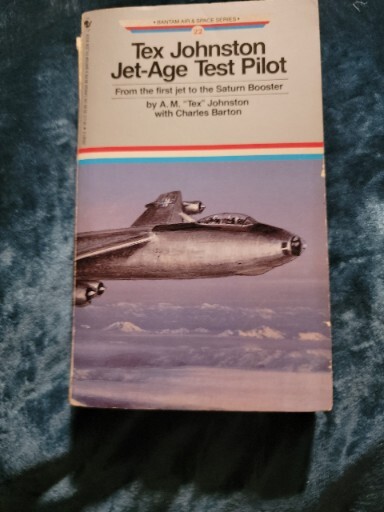 • BANTAM AIR & SPACE SERIES •
Tex Johnston
Jet-Age Test Pilot
From the first jet to the Saturn Booster
by A. M. "Tex" Johnston
with Charles Barton